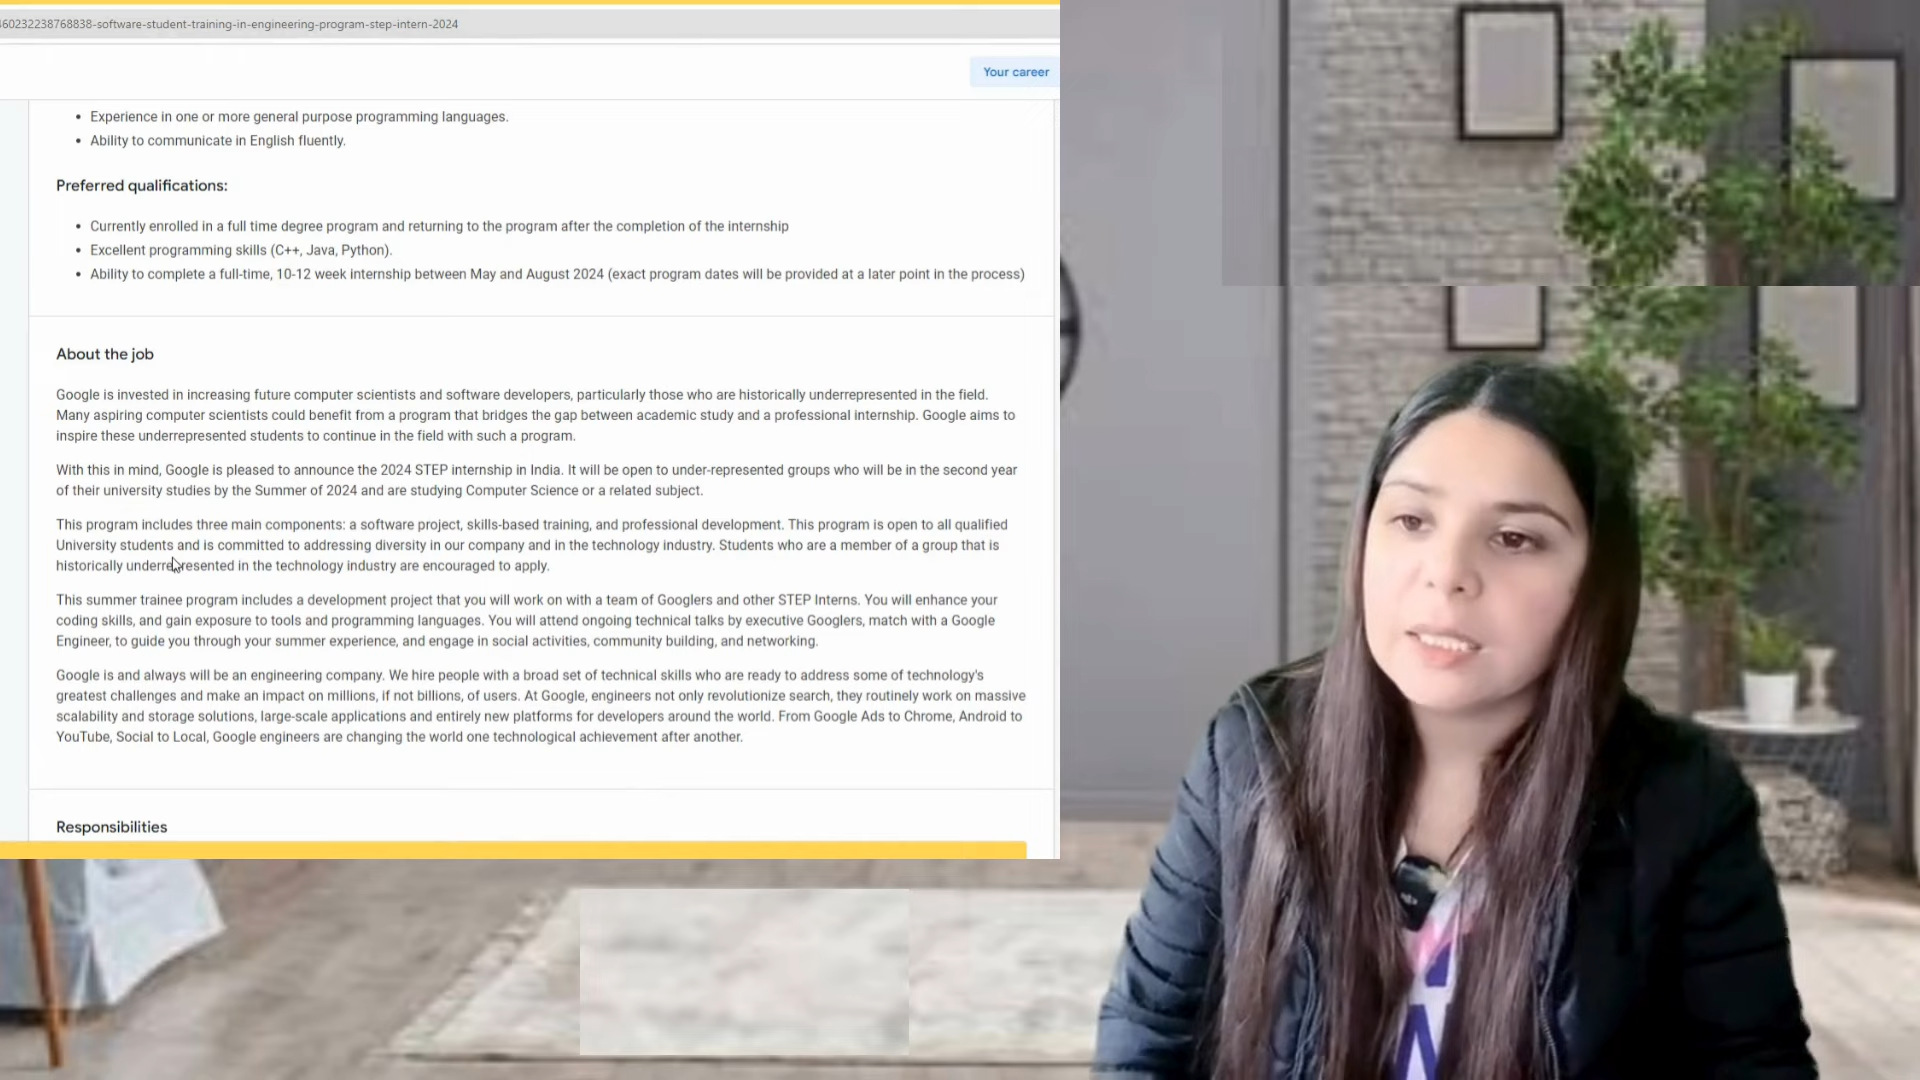 460232238768838-software-student-training-in-engineering-program-step-intern-2024
Your career
• Experience in one or more general purpose programming languages.
• Ability to communicate in English fluently.
Preferred qualifications:
• Currently enrolled in a full time degree program and returning to the program after the completion of the internship
• Excellent programming skills (C++, Java, Python).
• Ability to complete a full-time, 10-12 week internship between May and August 2024 (exact program dates will be provided at a later point in the process)
About the job
Google is invested in increasing future computer scientists and software developers, particularly those who are historically underrepresented in the field.
Many aspiring computer scientists could benefit from a program that bridges the gap between academic study and a professional internship. Google aims to
inspire these underrepresented students to continue in the field with such a program.
With this in mind, Google is pleased to announce the 2024 STEP internship in India. It will be open to under-represented groups who will be in the second year
of their university studies by the Summer of 2024 and are studying Computer Science or a related subject.
This program includes three main components: a software project, skills-based training, and professional development. This program is open to all qualified
University students and is committed to addressing diversity in our company and in the technology industry. Students who are a member of a group that is
historically underrepresented in the technology industry are encouraged to apply.
This summer trainee program includes a development project that you will work on with a team of Googlers and other STEP Interns. You will enhance your
coding skills, and gain exposure to tools and programming languages. You will attend ongoing technical talks by executive Googlers, match with a Google
Engineer, to guide you through your summer experience, and engage in social activities, community building, and networking.
Google is and always will be an engineering company. We hire people with a broad set of technical skills who are ready to address some of technology's
greatest challenges and make an impact on millions, if not billions, of users. At Google, engineers not only revolutionize search, they routinely work on massive
scalability and storage solutions, large-scale applications and entirely new platforms for developers around the world. From Google Ads to Chrome, Android to
YouTube, Social to Local, Google engineers are changing the world one technological achievement after another.
Responsibilities